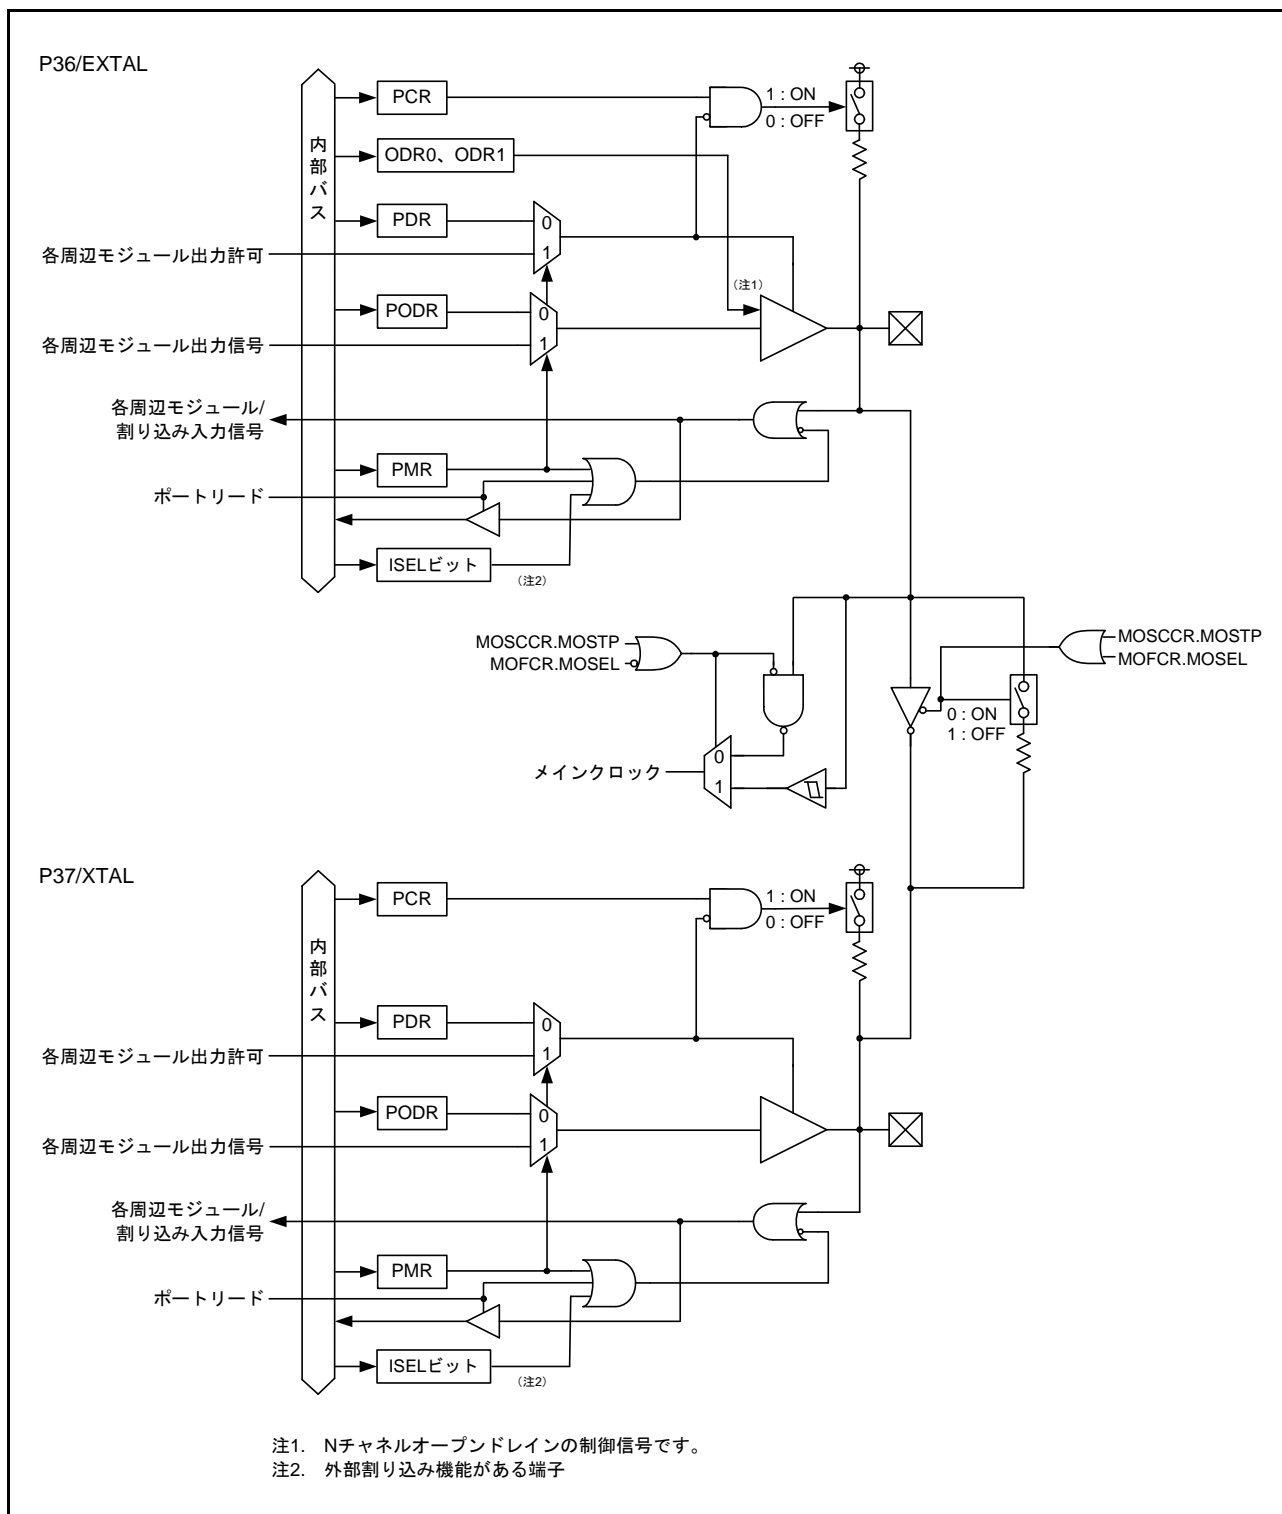 P36/EXTAL
PCR
1 : ON
0 : OFF
内部バス
ODR0、ODR1
PDR
0
1
各周辺モジュール出力許可
(注1)
PODR
0
1
各周辺モジュール出力信号
各周辺モジュール/
割り込み入力信号
PMR
ポートリード
ISELビット
(注2)
MOSCCR.MOSTP
MOFCR.MOSEL
MOSCCR.MOSTP
MOFCR.MOSEL
0 : ON
1 : OFF
メインクロック
0
1
P37/XTAL
PCR
1 : ON
0 : OFF
内部バス
PDR
0
1
各周辺モジュール出力許可
PODR
0
1
各周辺モジュール出力信号
各周辺モジュール/
割り込み入力信号
PMR
ポートリード
ISELビット
(注2)
注1. Nチャネルオープンドレインの制御信号です。
注2. 外部割り込み機能がある端子